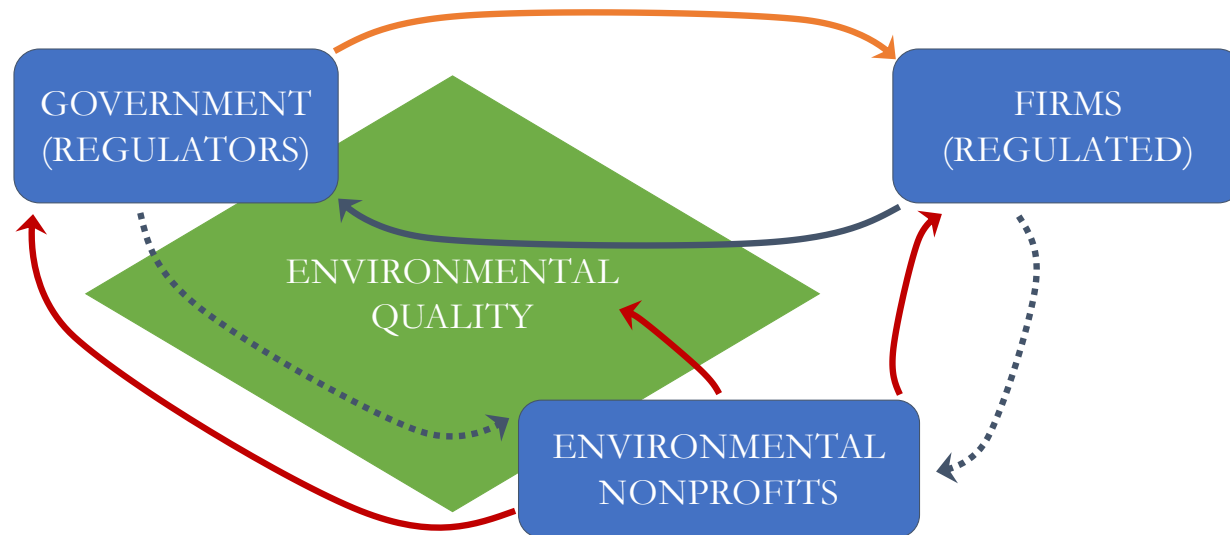 GOVERNMENT
(REGULATORS)
FIRMS
(REGULATED)
ENVIRONMENTAL
QUALITY
ENVIRONMENTAL
NONPROFITS